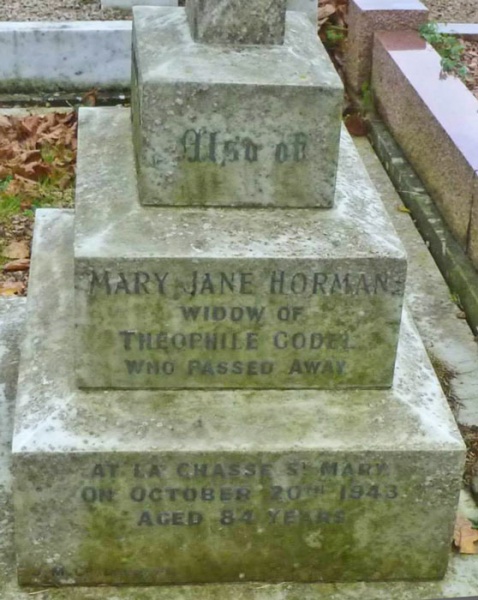 Also of
MARY JANE HORMAN
WIDOW OF
THEOPHILE GODEL
WHO PASSED AWAY
AT LA CHASSE ST MARY
ON OCTOBER 20TH 1943
AGED 84 YEARS